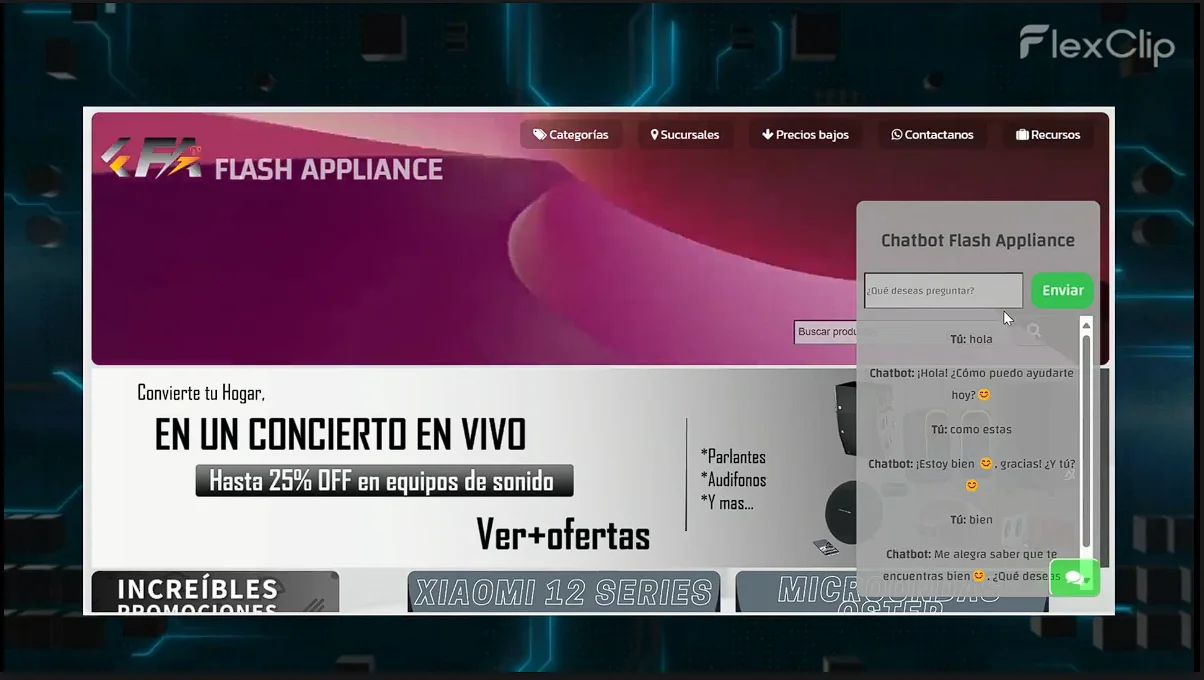 FlexClip
Categorías
Sucursales
Precios bajos
Contactanos
Recursos
FLASH APPLIANCE
Chatbot Flash Appliance
¿Qué deseas preguntar?
Enviar
Buscar produ
Tú: hola
Chatbot: ¡Hola! ¿Cómo puedo ayudarte
hoy? 😊
Tú: como estas
Chatbot: ¡Estoy bien 😊, gracias! ¿Y tú?
😊
Tú: bien
Chatbot: Me alegra saber que te
encuentras bien 😊. ¿Qué deseas
Convierte tu Hogar,
EN UN CONCIERTO EN VIVO
Hasta 25% OFF en equipos de sonido
*Parlantes
*Audifonos
*Y mas...
Ver+ofertas
INCREÍBLES
PROMOCIONES
XIAOMI 12 SERIES
MICROONDAS
OSTER